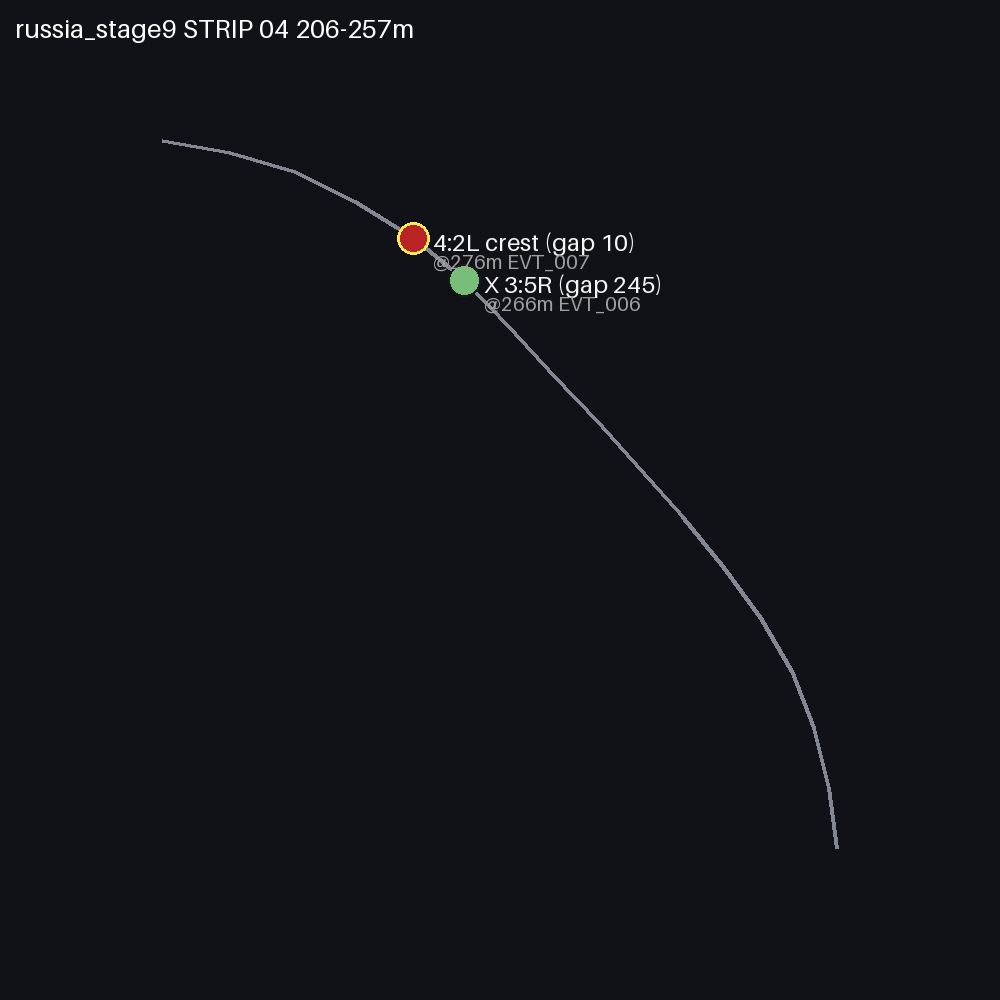 russia_stage9 STRIP 04 206-257m
4:2L crest (gap 10)
@276m EVT_007
X 3:5R (gap 245)
@266m EVT_006